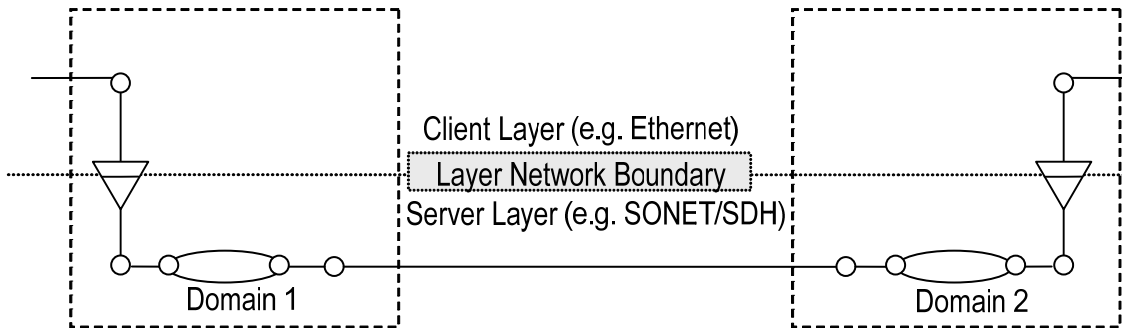 Client Layer (e.g. Ethernet)
Layer Network Boundary
Server Layer (e.g. SONET/SDH)
Domain 1
Domain 2